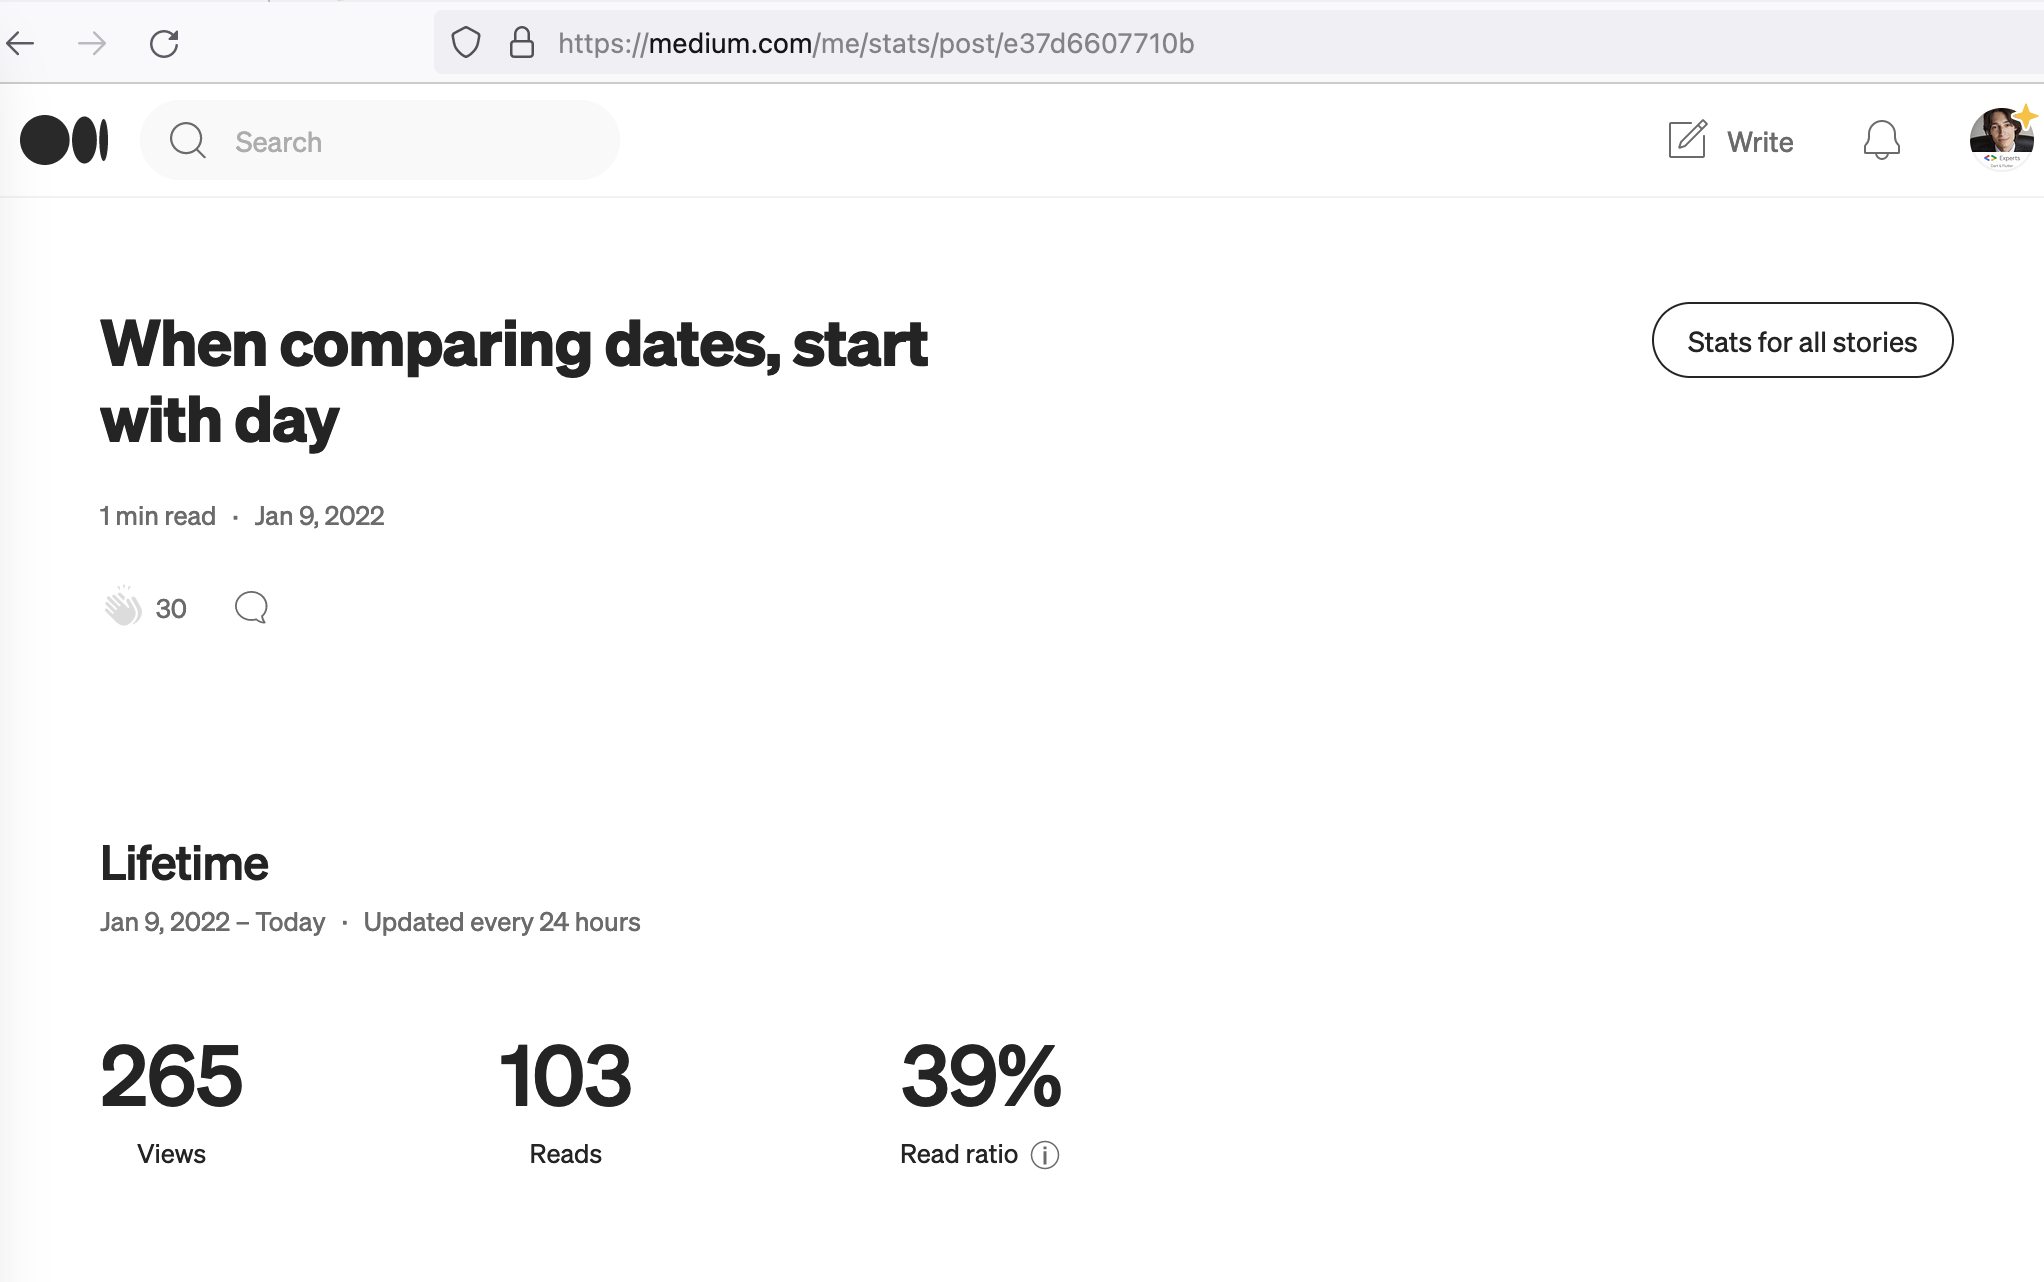 https://medium.com/me/stats/post/e37d6607710b
Search
Write
Experts
When comparing dates, start
with day
Stats for all stories
1 min read · Jan 9, 2022
30
Lifetime
Jan 9, 2022 – Today · Updated every 24 hours
265 103 39%
Views Reads Read ratio